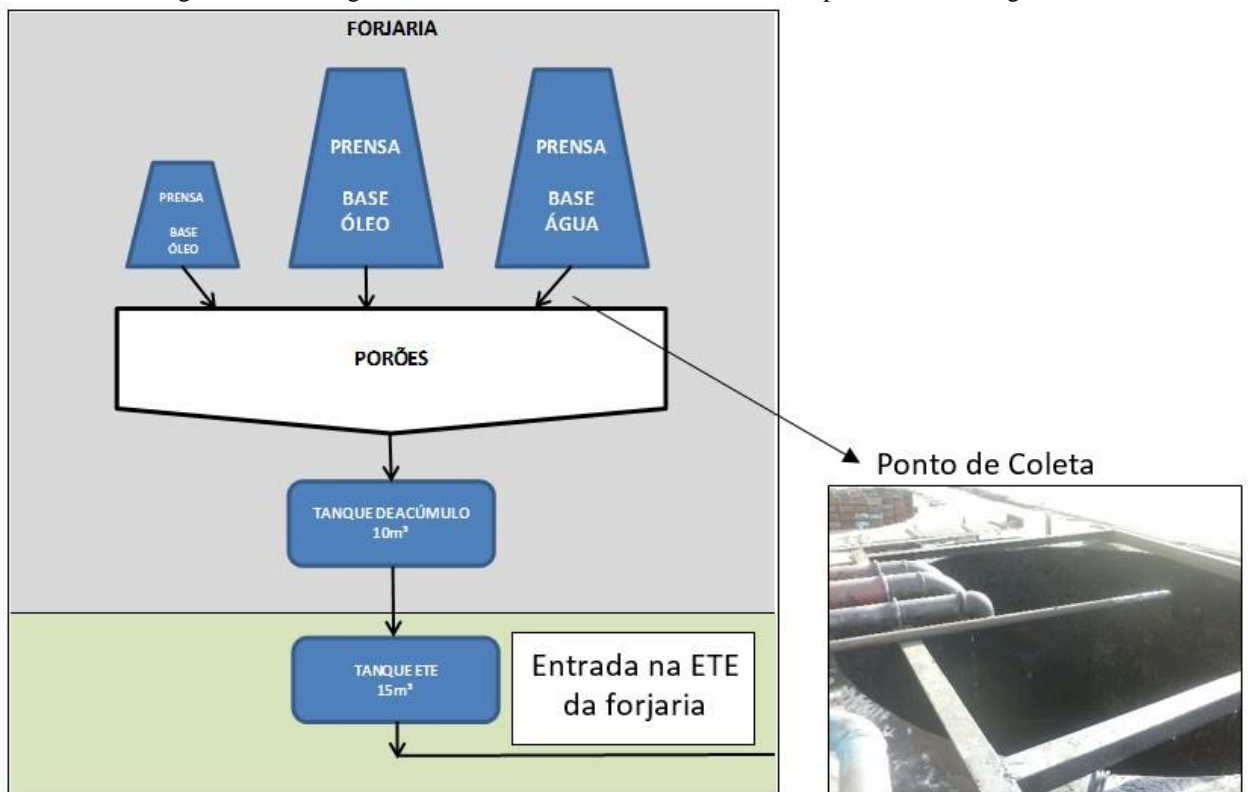 FORJARIA
PRENSA
BASE
ÓLEO
PRENSA
BASE
ÓLEO
PRENSA
BASE
ÁGUA
PORÕES
TANQUE DEACÚMULO
10m³
Ponto de Coleta
TANQUE ETE
15m³
Entrada na ETE
da forjaria